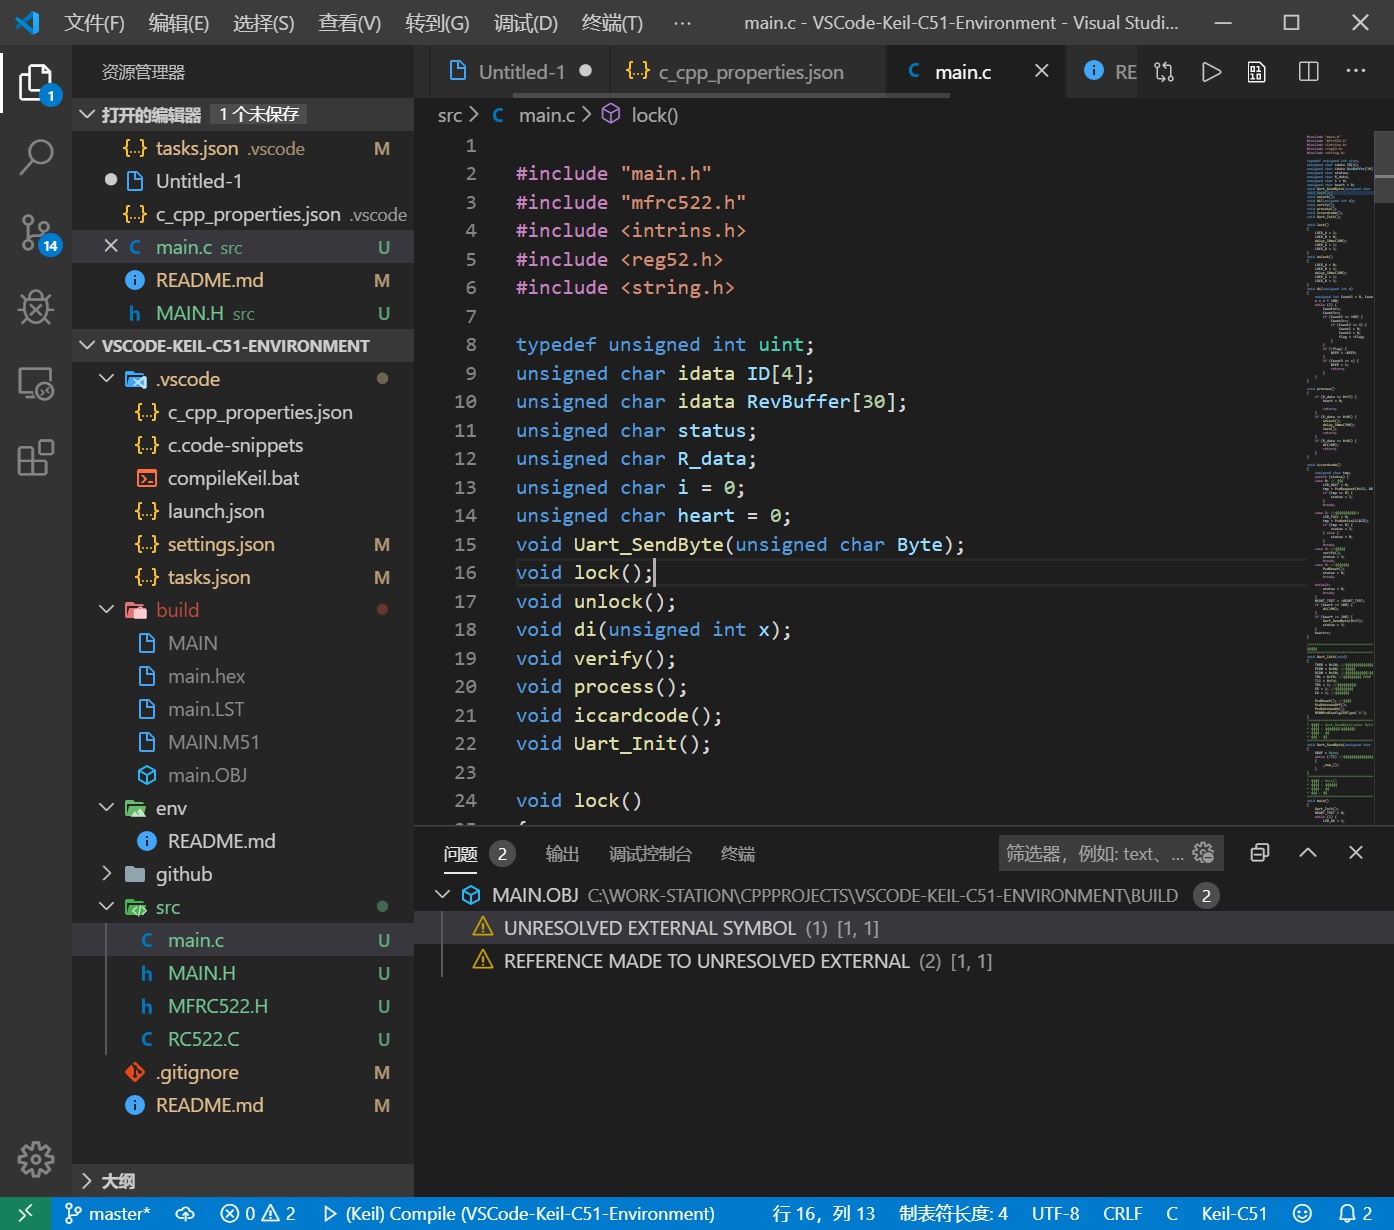 文件(F) 编辑(E) 选择(S) 查看(V) 转到(G) 调试(D) 终端(T) ··· main.c - VSCode-Keil-C51-Environment - Visual Studi...
资源管理器
打开的编辑器 1 个未保存
{..} tasks.json .vscode M
Untitled-1
{..} c_cpp_properties.json .vscode
C main.c src U
README.md M
h MAIN.H src U
VSCODE-KEIL-C51-ENVIRONMENT
.vscode
{..} c_cpp_properties.json
{..} c.code-snippets
compileKeil.bat
{..} launch.json
{..} settings.json M
{..} tasks.json M
build
MAIN
main.hex
main.LST
MAIN.M51
main.OBJ
env
README.md
github
src
C main.c U
h MAIN.H U
h MFRC522.H U
C RC522.C U
.gitignore M
README.md M
大纲
1
14
Untitled-1 {..} c_cpp_properties.json C main.c RE
src > C main.c > lock()
1
2 #include "main.h"
3 #include "mfrc522.h"
4 #include <intrins.h>
5 #include <reg52.h>
6 #include <string.h>
7
8 typedef unsigned int uint;
9 unsigned char idata ID[4];
10 unsigned char idata RevBuffer[30];
11 unsigned char status;
12 unsigned char R_data;
13 unsigned char i = 0;
14 unsigned char heart = 0;
15 void Uart_SendByte(unsigned char Byte);
16 void lock();
17 void unlock();
18 void di(unsigned int x);
19 void verify();
20 void process();
21 void iccardcode();
22 void Uart_Init();
23
24 void lock()
问题 2 输出 调试控制台 终端 筛选器，例如: text、...
MAIN.OBJ C:\WORK-STATION\CPPPROJECTS\VSCODE-KEIL-C51-ENVIRONMENT\BUILD 2
UNRESOLVED EXTERNAL SYMBOL (1) [1, 1]
REFERENCE MADE TO UNRESOLVED EXTERNAL (2) [1, 1]
master* 0 2 (Keil) Compile (VSCode-Keil-C51-Environment) 行 16，列 13 制表符长度: 4 UTF-8 CRLF C Keil-C51 2